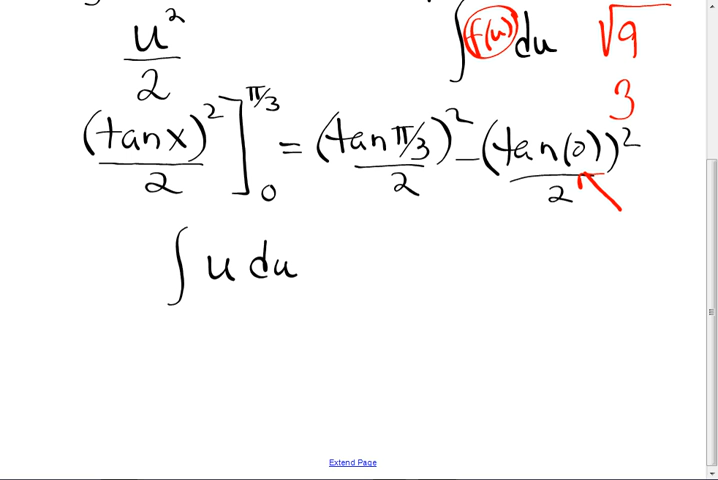 u²/2
∫f(u)du √9
3
(tanx)²/2 ]₀^π/3 = (tanπ/3)²/2 - (tan(0))²/2
∫ u du
Extend Page